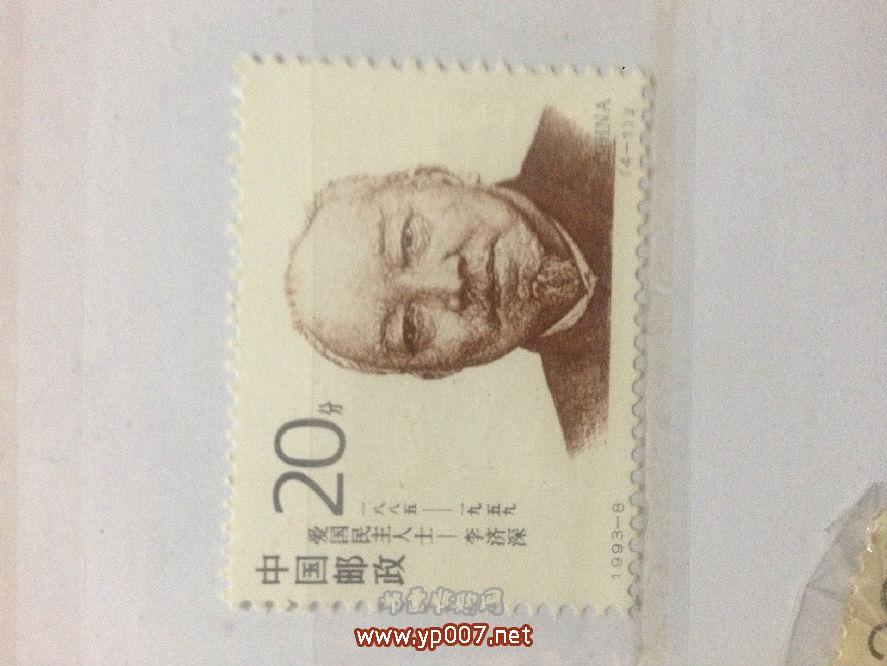 中国邮政
爱国民主人士—李济深
一八八五——一九五九
20分
CHINA
(4-1)J
1993-8
www.yp007.net